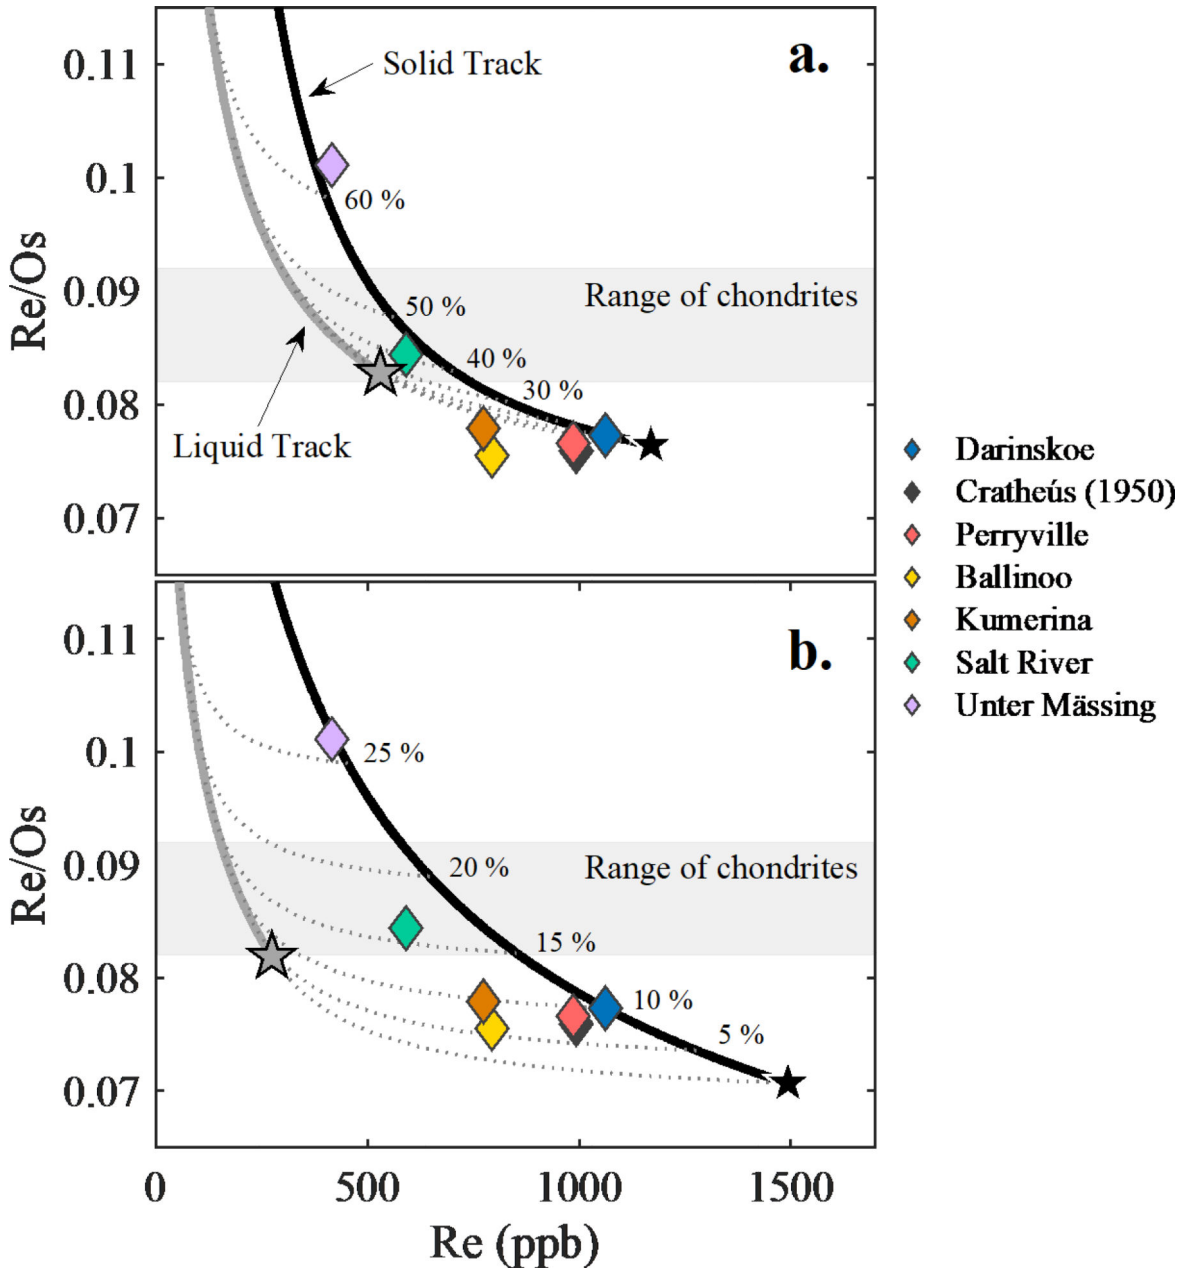 a.
0.11
Solid Track
0.1
60 %
0.09
Range of chondrites
50 %
40 %
0.08
30 %
Liquid Track
0.07
Re/Os
b.
0.11
0.1
25 %
0.09
20 %
Range of chondrites
15 %
0.08
10 %
5 %
0.07
Re/Os
0
500
1000
1500
Re (ppb)
Darinskoe
Cratheús (1950)
Perryville
Ballinoo
Kumerina
Salt River
Unter Mässing